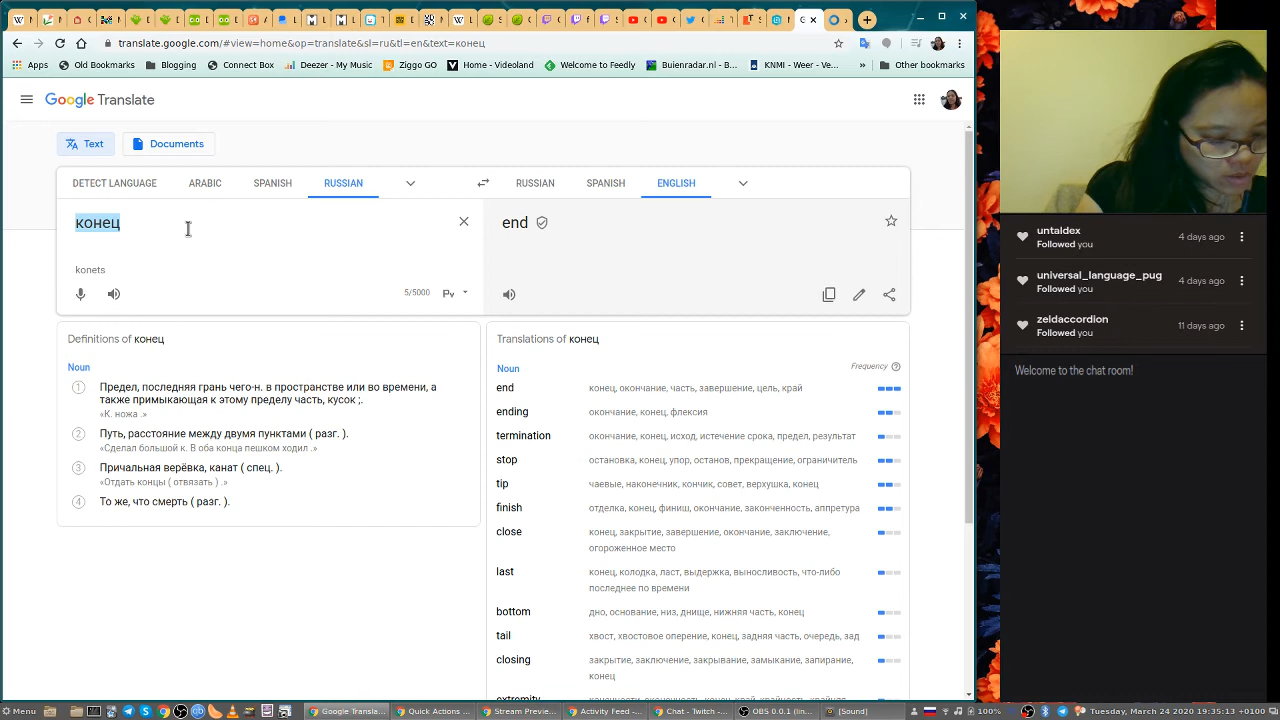 translate.google.com/#view=home&op=translate&sl=ru&tl=en&text=конец
Apps
Old Bookmarks
Blogging
Connect Box
Deezer - My Music
Ziggo GO
Home - Videoland
Welcome to Feedly
Buienradar.nl - B...
KNMI - Weer - Ve...
»
Other bookmarks
Google Translate
Text
Documents
DETECT LANGUAGE
ARABIC
SPANISH
RUSSIAN
RUSSIAN
SPANISH
ENGLISH
конец
end
konets
5/5000
Definitions of конец
Noun
1
Предел, последняя грань чего-н. в пространстве или во времени, а
также примыкающая к этому пределу часть, кусок ;.
«К. ножа .»
2
Путь, расстояние между двумя пунктами ( разг. ).
«Сделал большой к. В оба конца пешком ходил .»
3
Причальная верёвка, канат ( спец. ).
«Отдать концы ( отвязать ) .»
4
То же, что смерть ( разг. ).
Translations of конец
Frequency
Noun
end конец, окончание, часть, завершение, цель, край
ending окончание, конец, флексия
termination окончание, конец, исход, истечение срока, предел, результат
stop остановка, конец, упор, останов, прекращение, ограничитель
tip чаевые, наконечник, кончик, совет, верхушка, конец
finish отделка, конец, финиш, окончание, законченность, аппретура
close конец, закрытие, завершение, окончание, заключение,
огороженное место
last конец, колодка, ласт, выдержка, выносливость, что-либо
последнее по времени
bottom дно, основание, низ, днище, нижняя часть, конец
tail хвост, хвостовое оперение, конец, задняя часть, очередь, зад
closing закрытие, заключение, закрывание, замыкание, запирание,
конец
extremity
untaldex
Followed you
4 days ago
universal_language_pug
Followed you
4 days ago
zeldaccordion
Followed you
11 days ago
Welcome to the chat room!
Menu
Google Transla...
Quick Actions ...
Stream Preview...
Activity Feed -...
Chat - Twitch -...
OBS 0.0.1 (lin...
[Sound]
100%
Tuesday, March 24 2020, 19:35:13 +0100